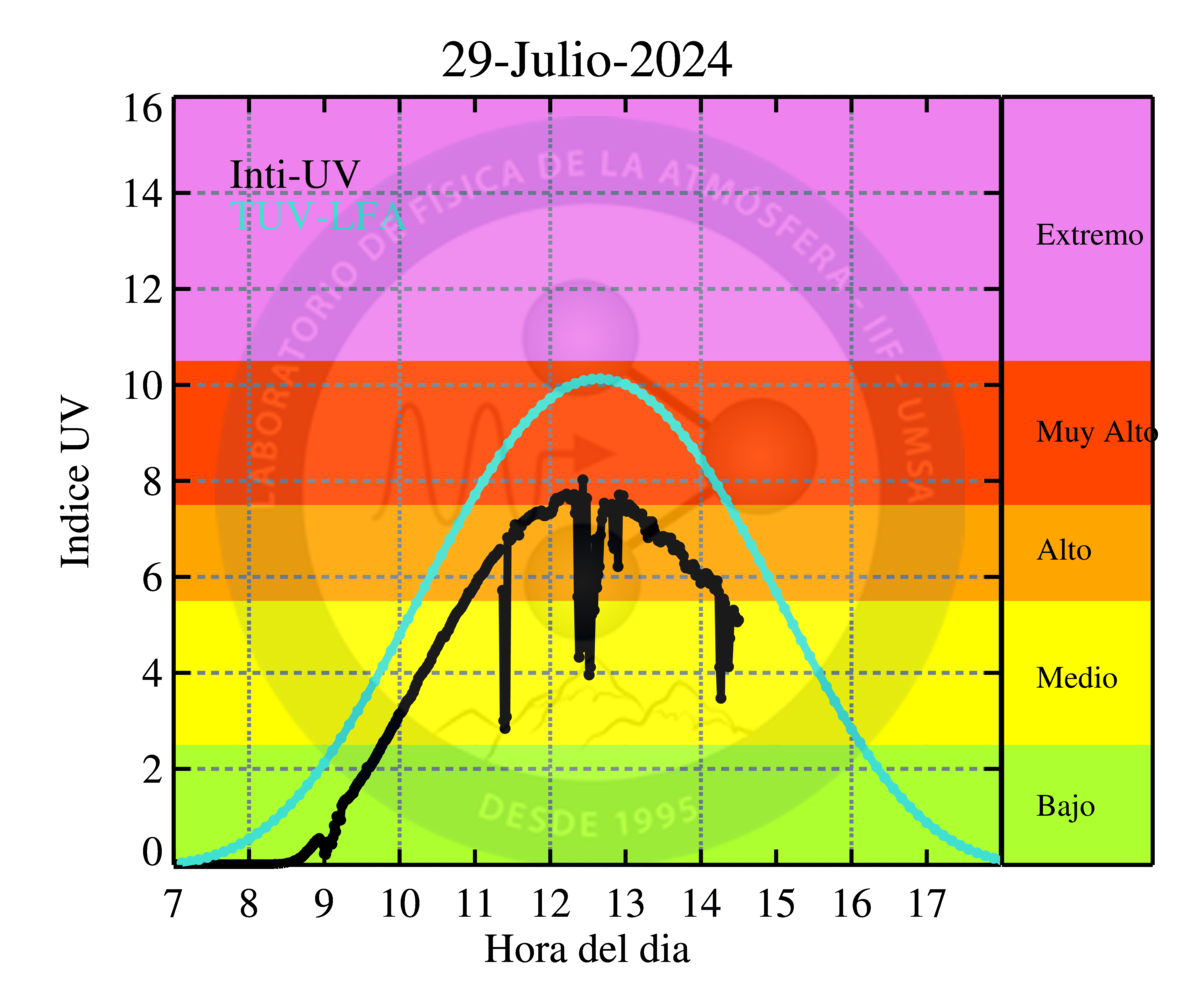 29-Julio-2024
16
14
12
10
8
6
4
2
0
Indice UV
Inti-UV
TUV-LFA
LABORATORIO DE FÍSICA DE LA ATMÓSFERA - IIF - UMSA
DESDE 1995
Extremo
Muy Alto
Alto
Medio
Bajo
7 8 9 10 11 12 13 14 15 16 17
Hora del dia